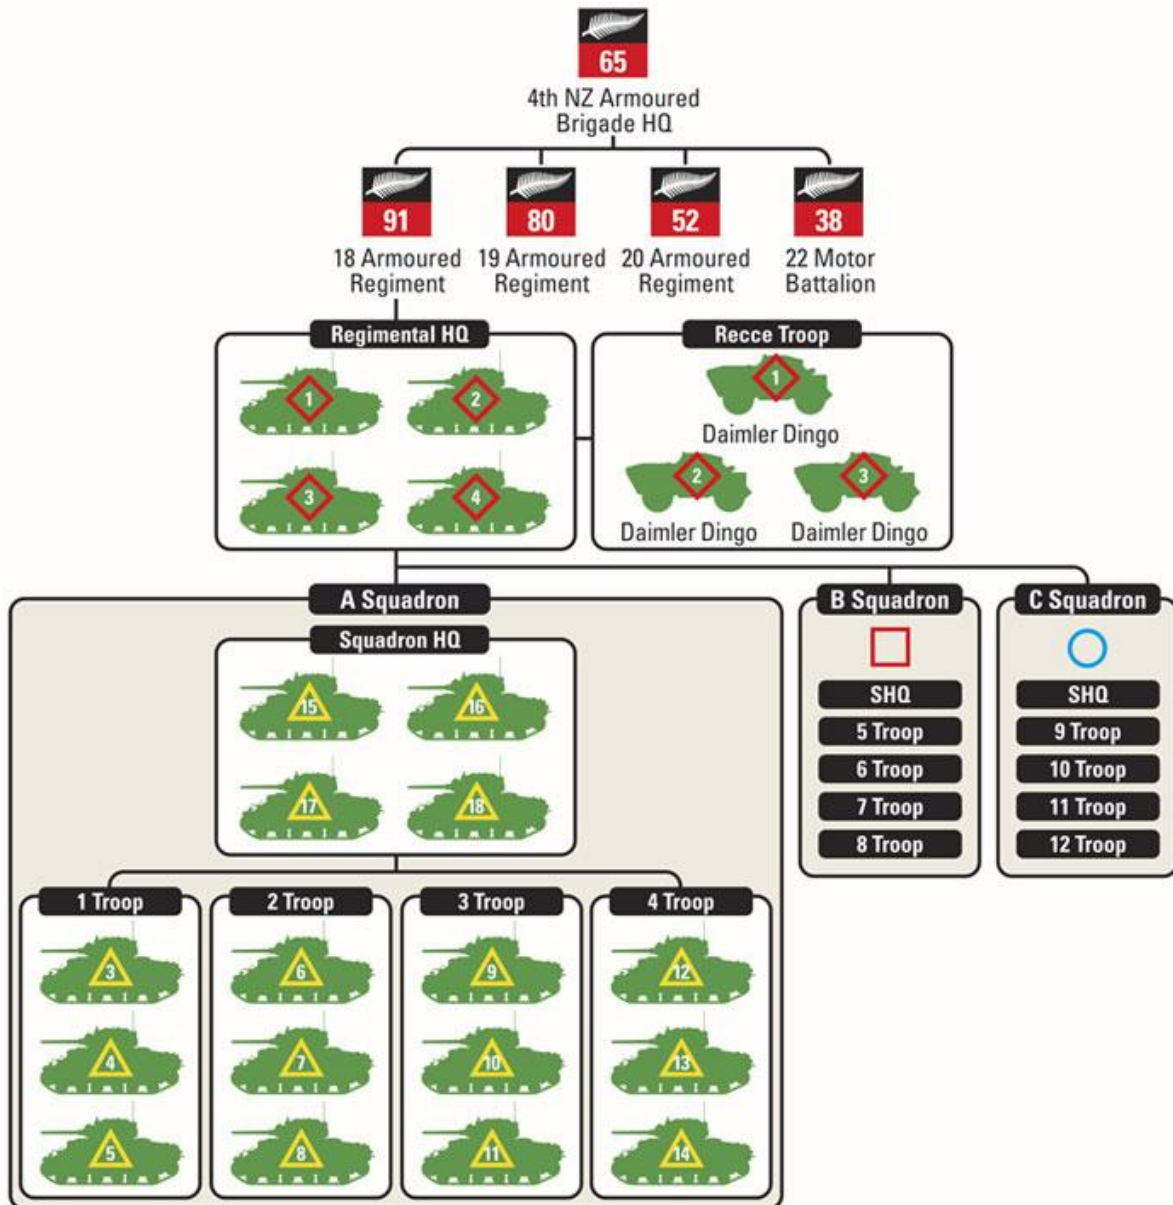 65
4th NZ Armoured
Brigade HQ
91
80
52
38
18 Armoured
Regiment
19 Armoured
Regiment
20 Armoured
Regiment
22 Motor
Battalion
Regimental HQ
1
2
3
4
Recce Troop
1
Daimler Dingo
2
3
Daimler Dingo
Daimler Dingo
A Squadron
Squadron HQ
15
16
17
18
1 Troop
3
4
5
2 Troop
6
7
8
3 Troop
9
10
11
4 Troop
12
13
14
B Squadron
SHQ
5 Troop
6 Troop
7 Troop
8 Troop
C Squadron
SHQ
9 Troop
10 Troop
11 Troop
12 Troop